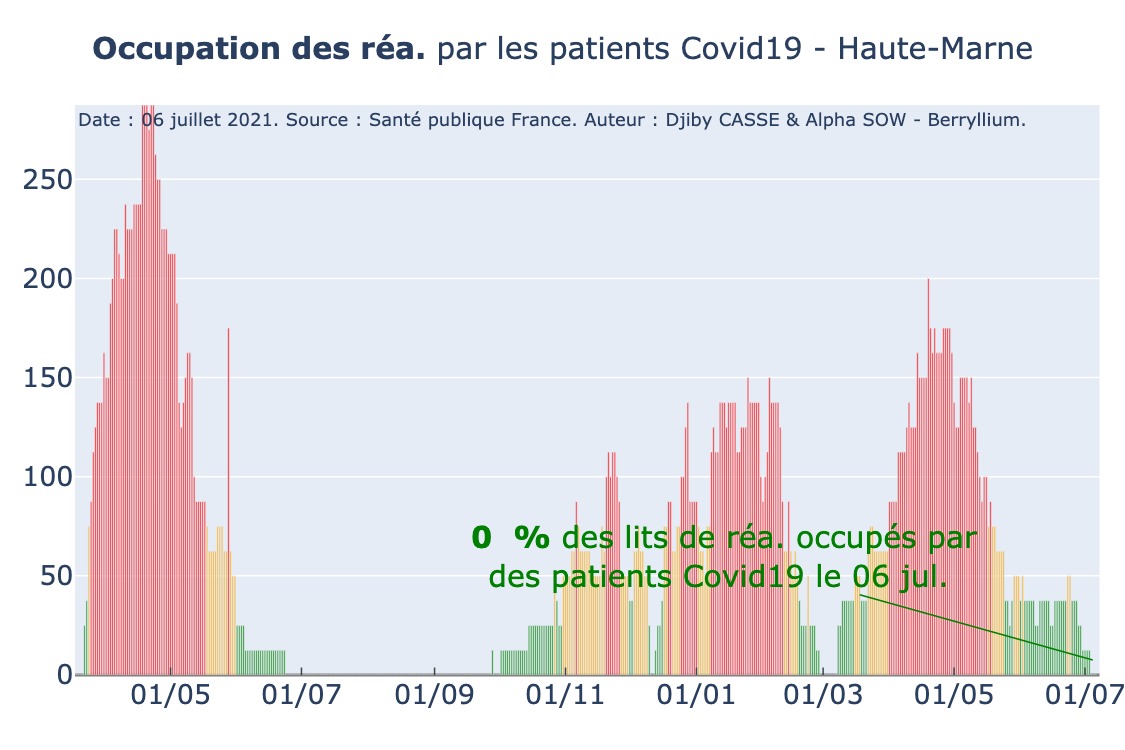 Occupation des réa. par les patients Covid19 - Haute-Marne
Date : 06 juillet 2021. Source : Santé publique France. Auteur : Djiby CASSE & Alpha SOW - Berryllium.
250
200
150
100
50
0
0 % des lits de réa. occupés par
des patients Covid19 le 06 jul.
01/05 01/07 01/09 01/11 01/01 01/03 01/05 01/07